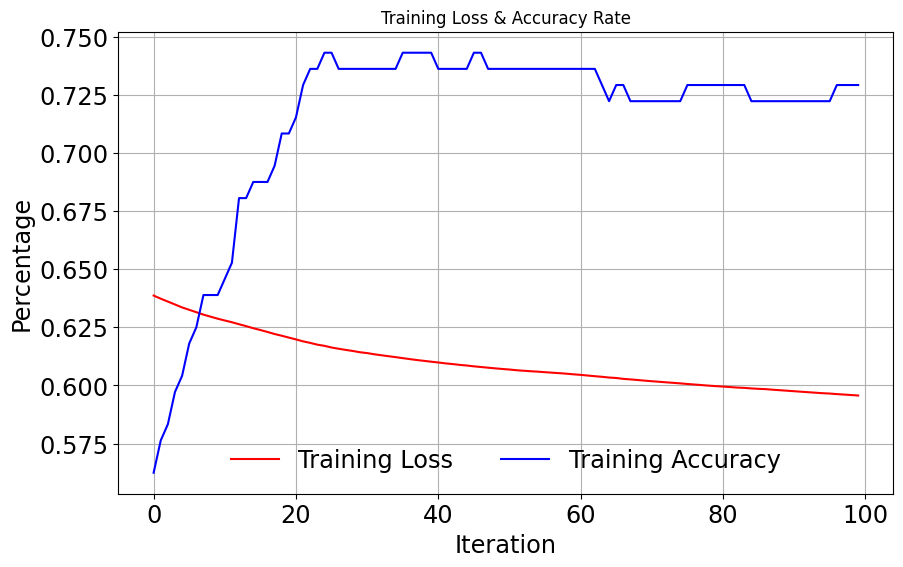 Training Loss & Accuracy Rate
0.750
0.725
0.700
0.675
0.650
0.625
0.600
0.575
Percentage
Training Loss
Training Accuracy
0 20 40 60 80 100
Iteration